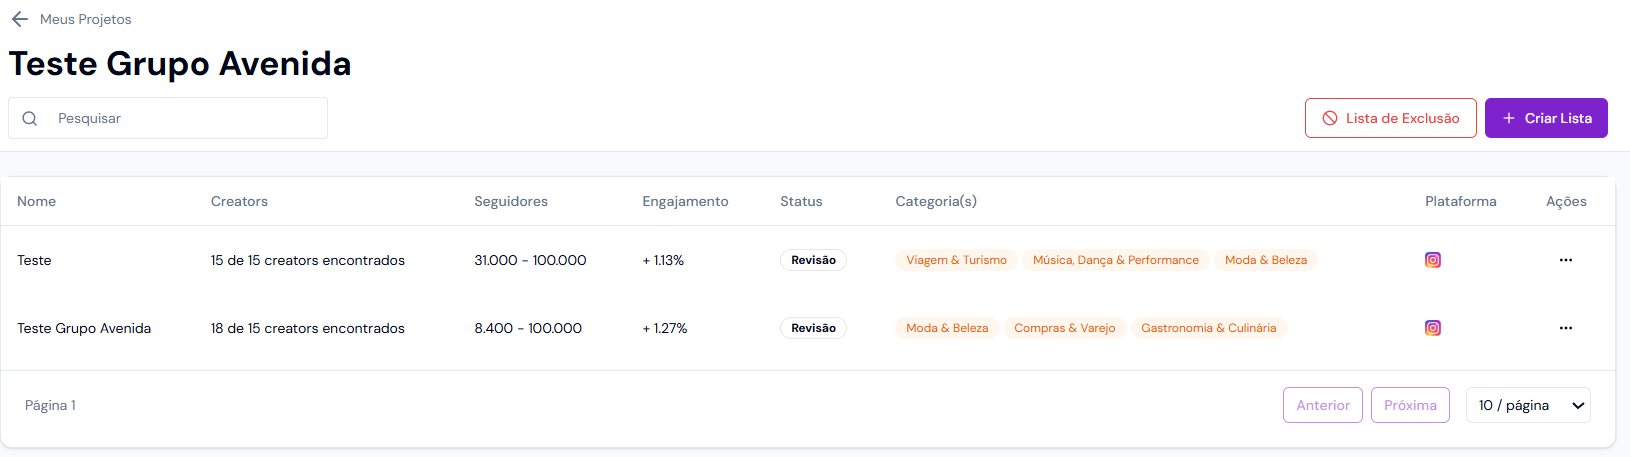 Meus Projetos
Teste Grupo Avenida
Pesquisar
Lista de Exclusão
Criar Lista
Nome Creators Seguidores Engajamento Status Categoria(s) Plataforma Ações
Teste 15 de 15 creators encontrados 31.000 - 100.000 + 1.13% Revisão Viagem & Turismo Música, Dança & Performance Moda & Beleza
Teste Grupo Avenida 18 de 15 creators encontrados 8.400 - 100.000 + 1.27% Revisão Moda & Beleza Compras & Varejo Gastronomia & Culinária
Página 1 Anterior Próxima 10 / página